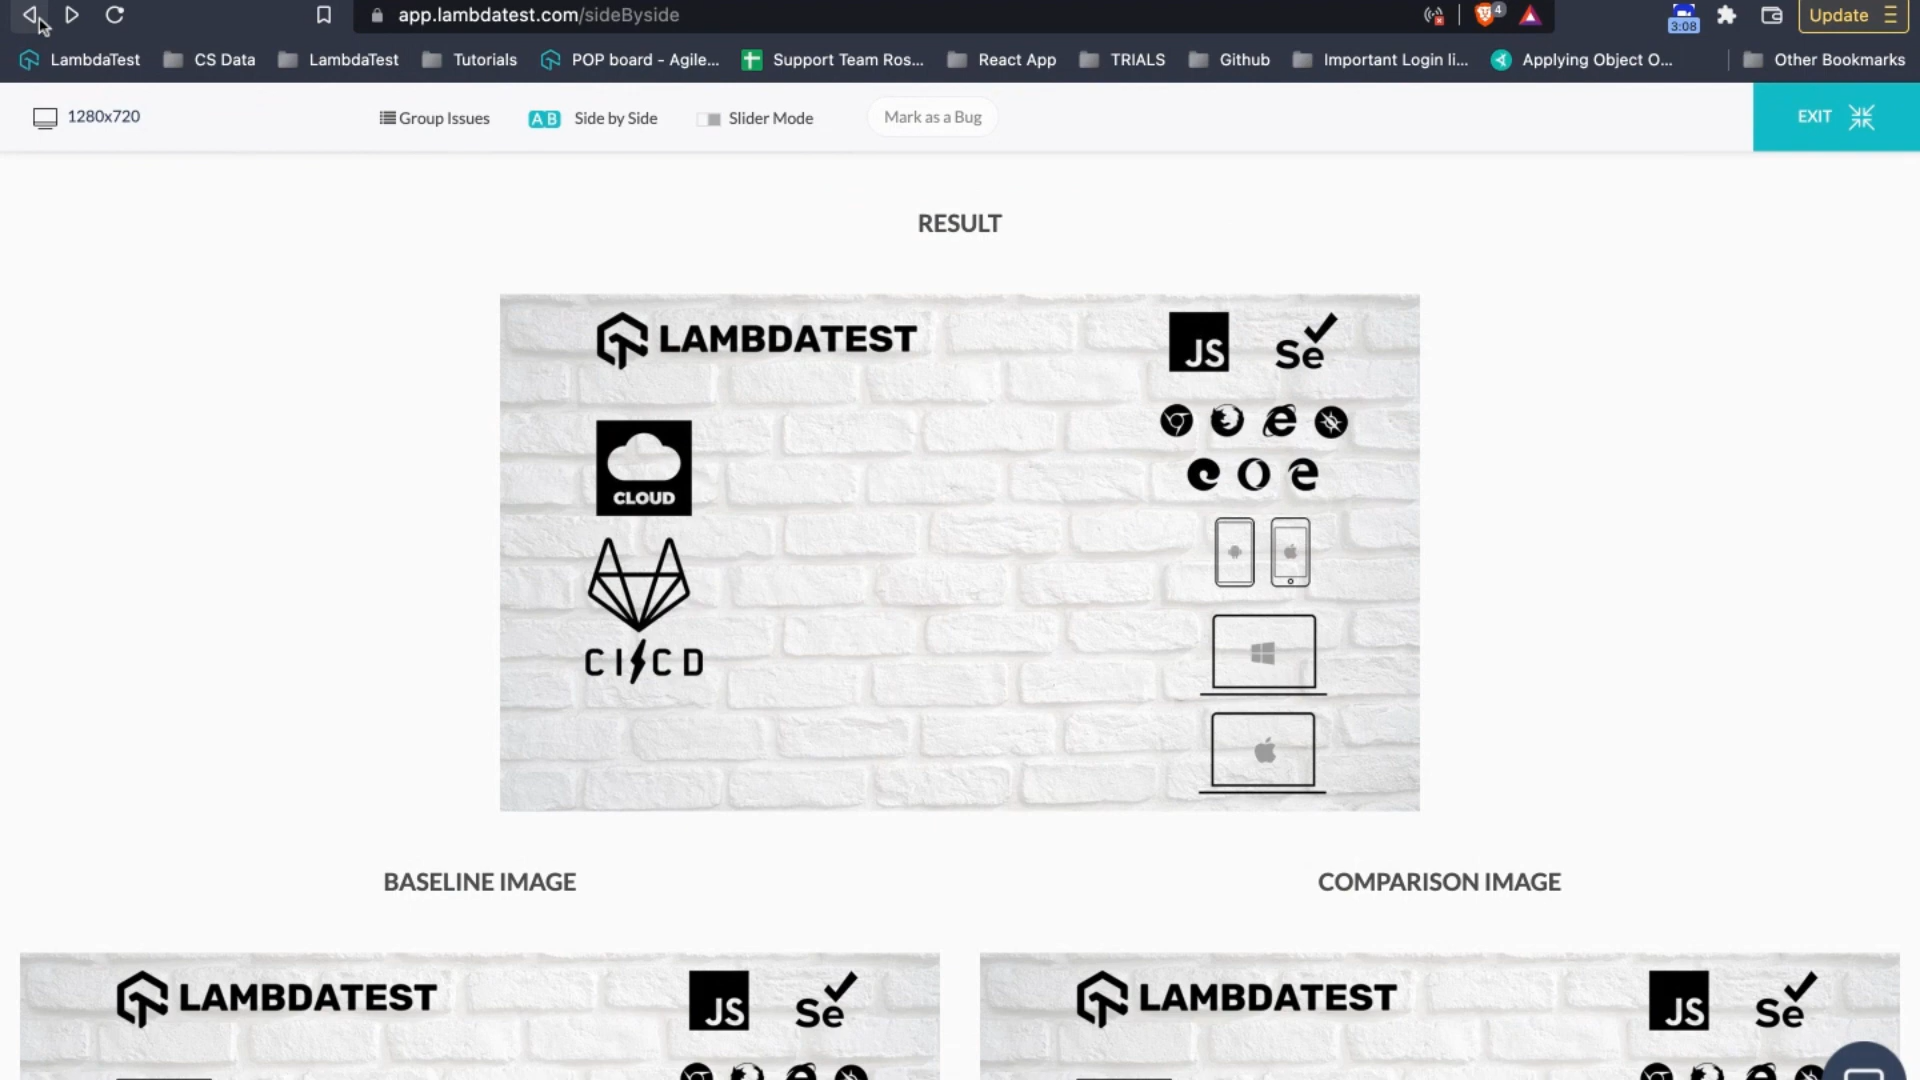 app.lambdatest.com/sideByside
4
3:08
Update
LambdaTest
CS Data
LambdaTest
Tutorials
POP board - Agile...
Support Team Ros...
React App
TRIALS
Github
Important Login li...
Applying Object O...
Other Bookmarks
1280x720
Group Issues
A B Side by Side
Slider Mode
Mark as a Bug
EXIT
RESULT
LAMBDATEST
JS
Se
CLOUD
CI CD
BASELINE IMAGE
COMPARISON IMAGE
LAMBDATEST
JS
Se
LAMBDATEST
JS
Se